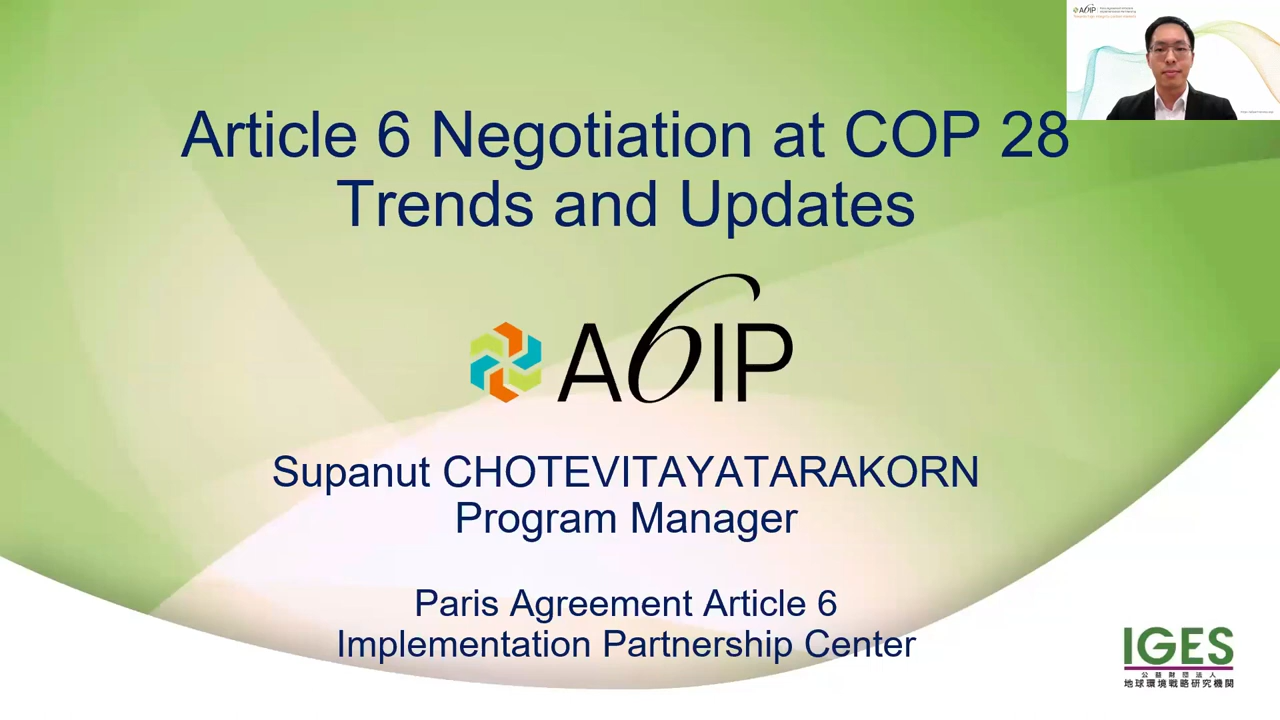 Article 6 Negotiation at COP 28
Trends and Updates
A6IP
Supanut CHOTEVITAYATARAKORN
Program Manager
Paris Agreement Article 6
Implementation Partnership Center
IGES
公益財団法人
地球環境戦略研究機関
A6IP